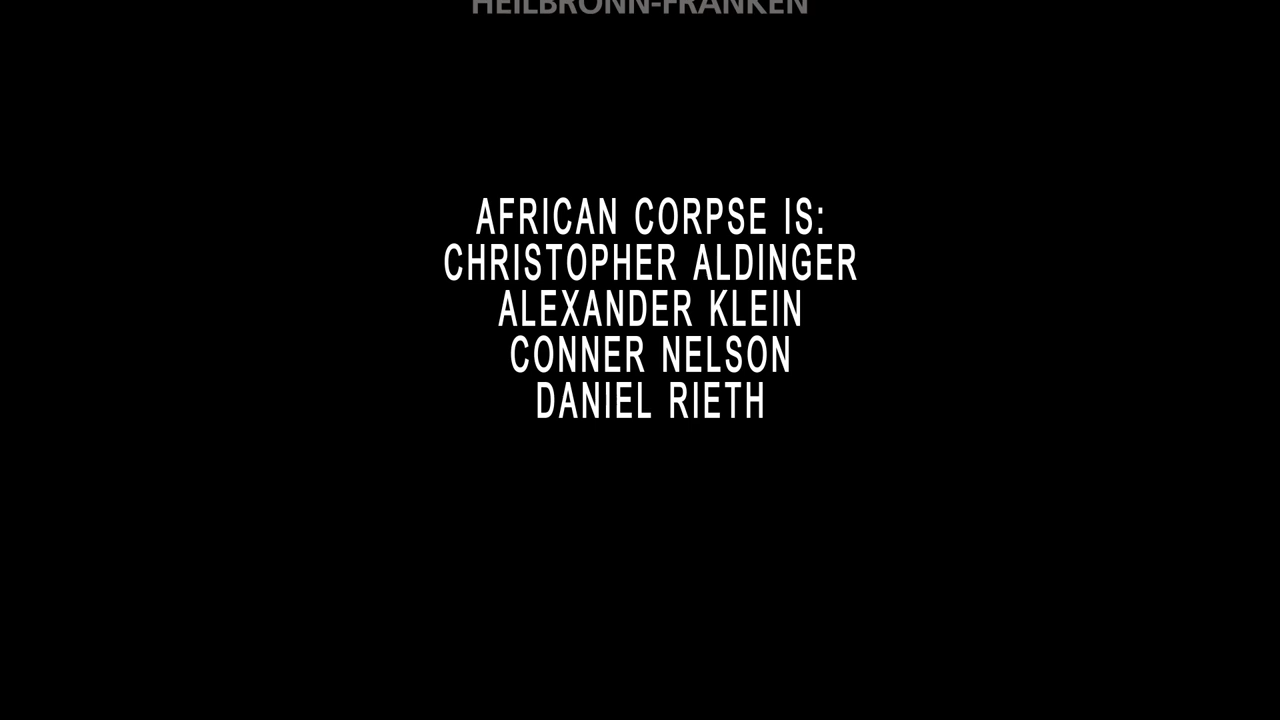 HEILBRONN-FRANKEN
AFRICAN CORPSE IS:
CHRISTOPHER ALDINGER
ALEXANDER KLEIN
CONNER NELSON
DANIEL RIETH